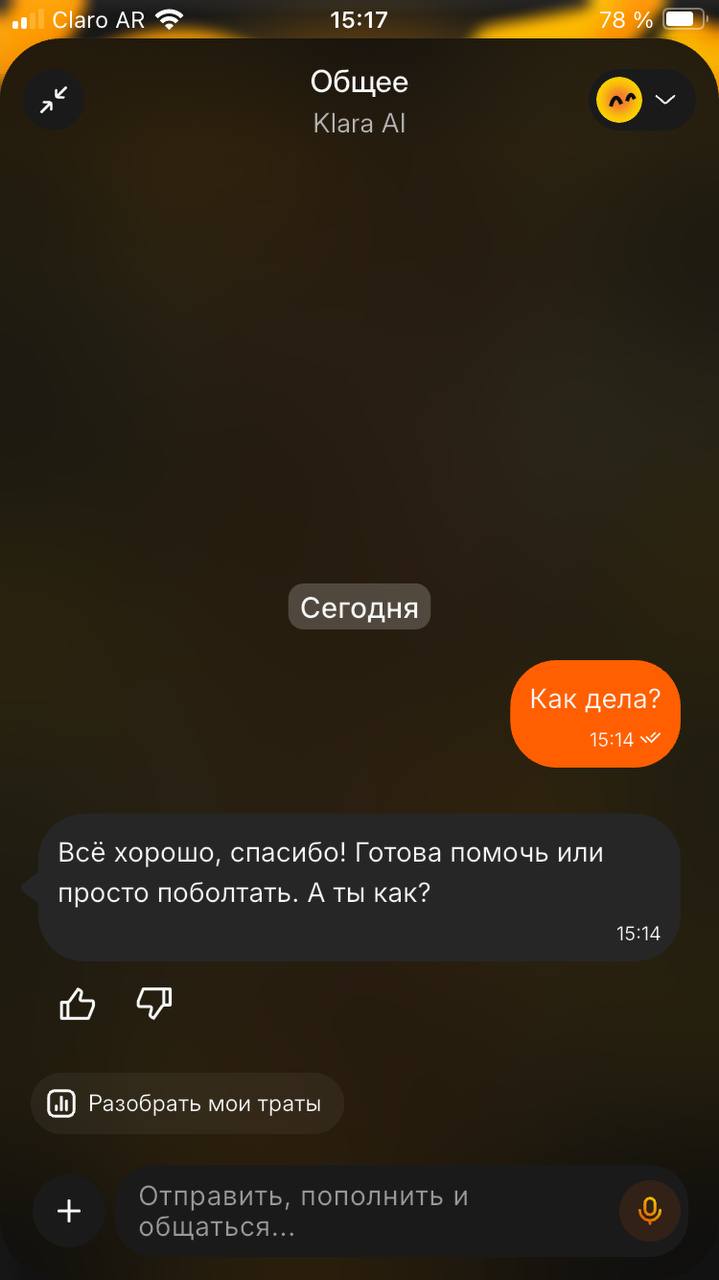 Claro AR 15:17 78 %
Общее
Klara AI
Сегодня
Как дела?
15:14
Всё хорошо, спасибо! Готова помочь или
просто поболтать. А ты как?
15:14
Разобрать мои траты
Отправить, пополнить и
общаться...